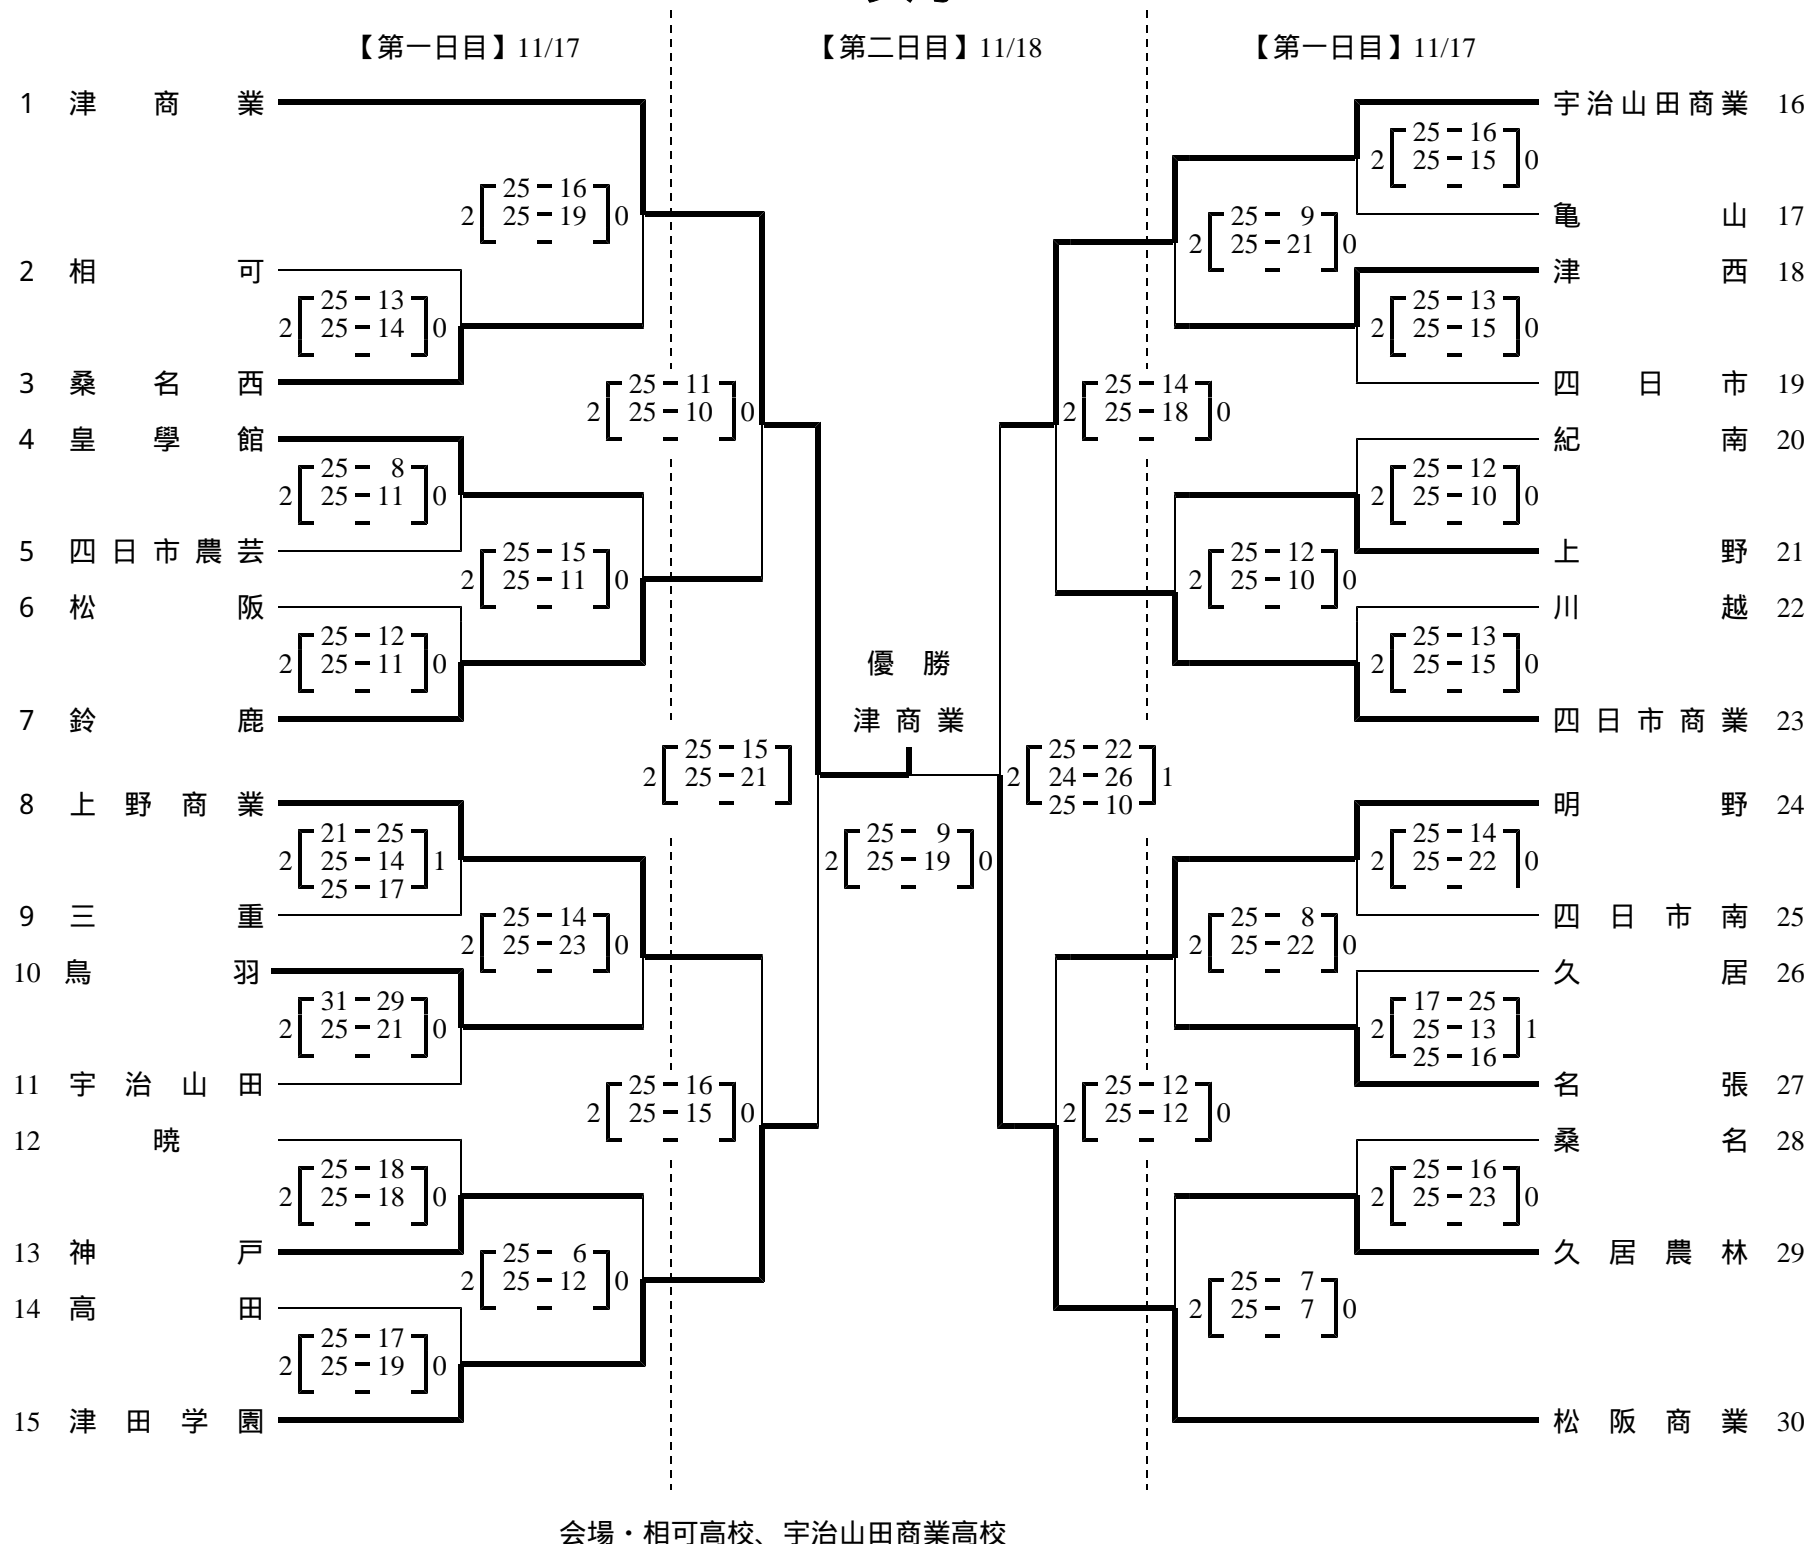 【第一日目】11/17 【第二日目】11/18 【第一日目】11/17
1 津商業
2 相可
3 桑名西
4 皇學館
5 四日市農芸
6 松阪
7 鈴鹿
8 上野商業
9 三重
10 鳥羽
11 宇治山田
12 暁
13 神戸
14 高田
15 津田学園
2 25-13 0
25-14
2 25-8 0
25-11
2 25-12 0
25-11
2 21-25 1
25-14
25-17
2 31-29 0
25-21
2 25-18 0
25-18
2 25-17 0
25-19
2 25-16 0
25-19
2 25-15 0
25-11
2 25-14 0
25-23
2 25-6 0
25-12
2 25-11 0
25-10
2 25-16 0
25-15
2 25-15
25-21
優勝
津商業
2 25-9 0
25-19
2 25-22 1
24-26
25-10
2 25-14 0
25-18
2 25-12 0
25-12
2 25-9 0
25-21
2 25-12 0
25-10
2 25-8 0
25-22
2 25-7 0
25-7
2 25-16 0
25-15
2 25-13 0
25-15
2 25-12 0
25-10
2 25-13 0
25-15
2 25-14 0
25-22
2 17-25 1
25-13
25-16
2 25-16 0
25-23
宇治山田商業 16
亀山 17
津西 18
四日市 19
紀南 20
上野 21
川越 22
四日市商業 23
明野 24
四日市南 25
久居 26
名張 27
桑名 28
久居農林 29
松阪商業 30
会場・相可高校、宇治山田商業高校